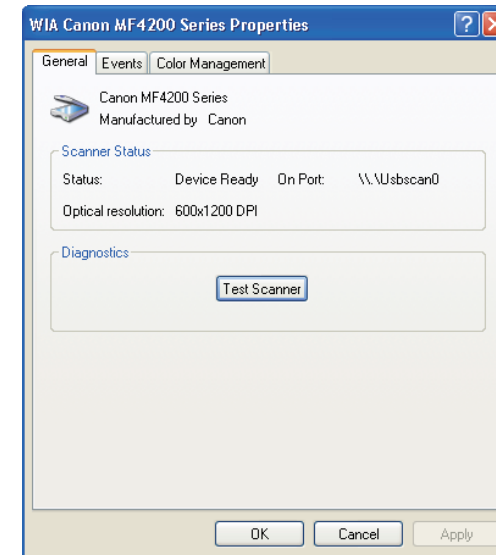 WIA Canon MF4200 Series Properties
General Events Color Management
Canon MF4200 Series
Manufactured by Canon
Scanner Status
Status: Device Ready On Port: \\.\Usbscan0
Optical resolution: 600x1200 DPI
Diagnostics
Test Scanner
OK Cancel Apply